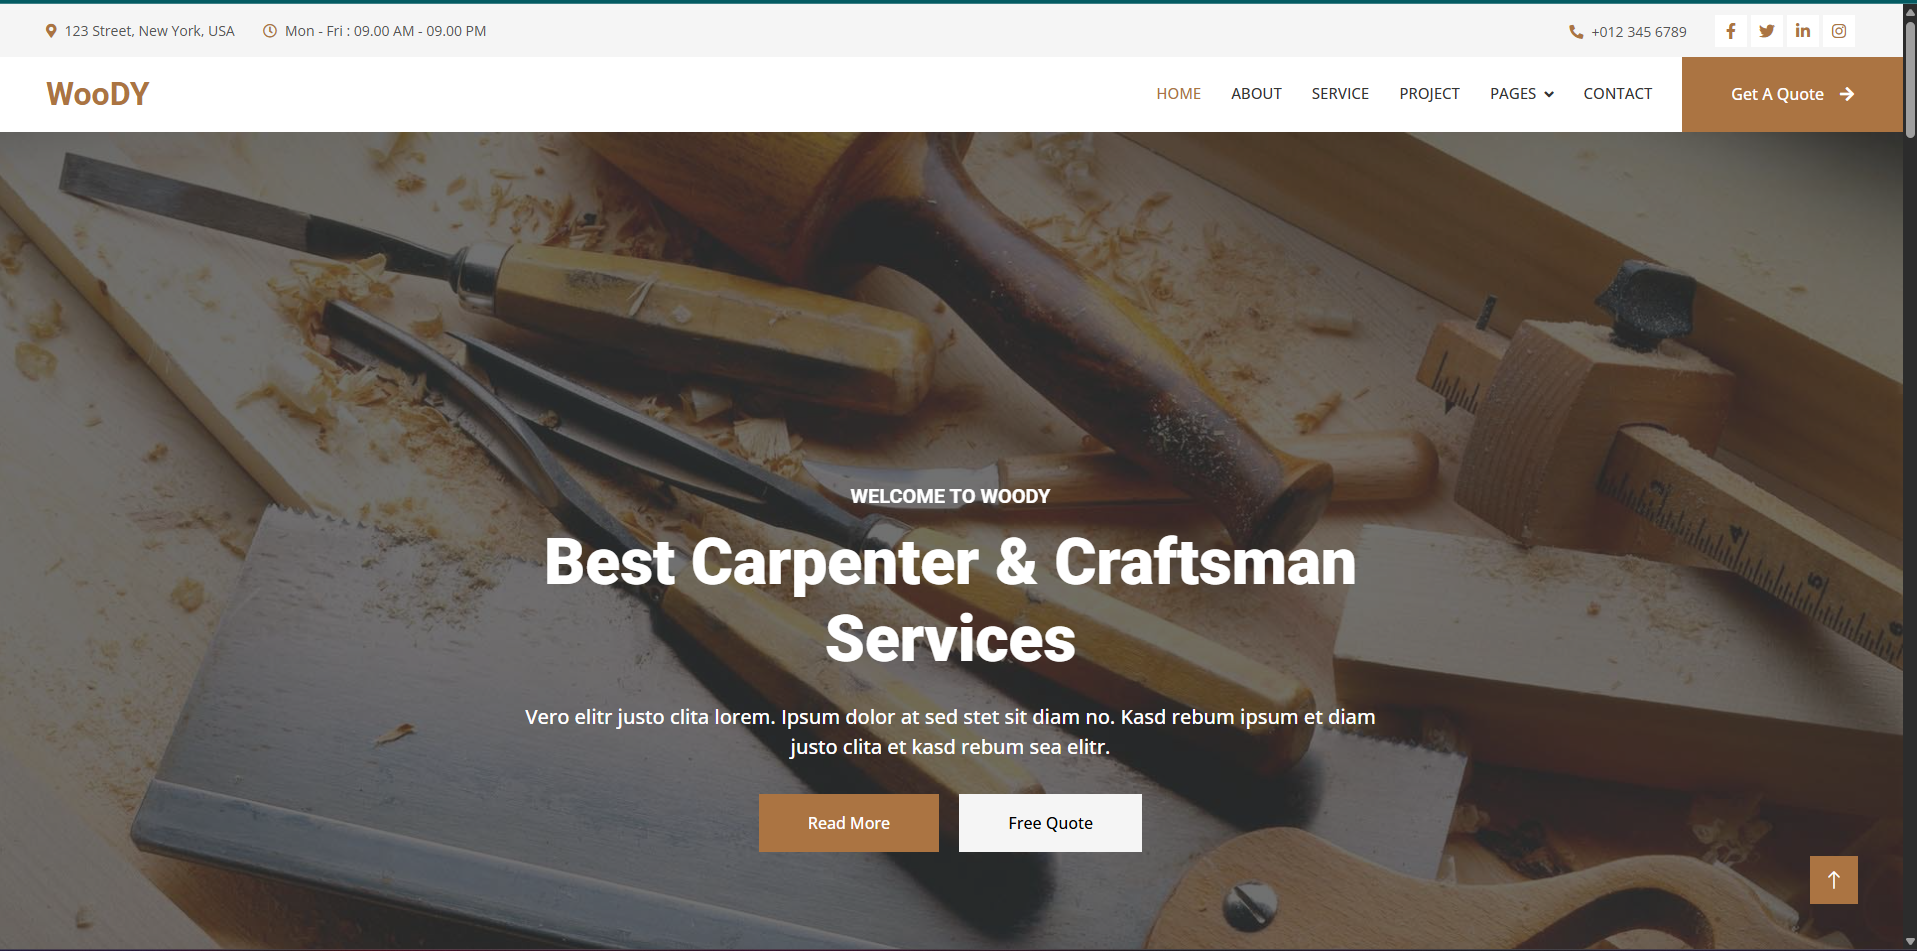 123 Street, New York, USA
Mon - Fri : 09.00 AM - 09.00 PM
+012 345 6789
WooDY
HOME
ABOUT
SERVICE
PROJECT
PAGES
CONTACT
Get A Quote
WELCOME TO WOODY
Best Carpenter & Craftsman
Services
Vero elitr justo clita lorem. Ipsum dolor at sed stet sit diam no. Kasd rebum ipsum et diam
justo clita et kasd rebum sea elitr.
Read More
Free Quote